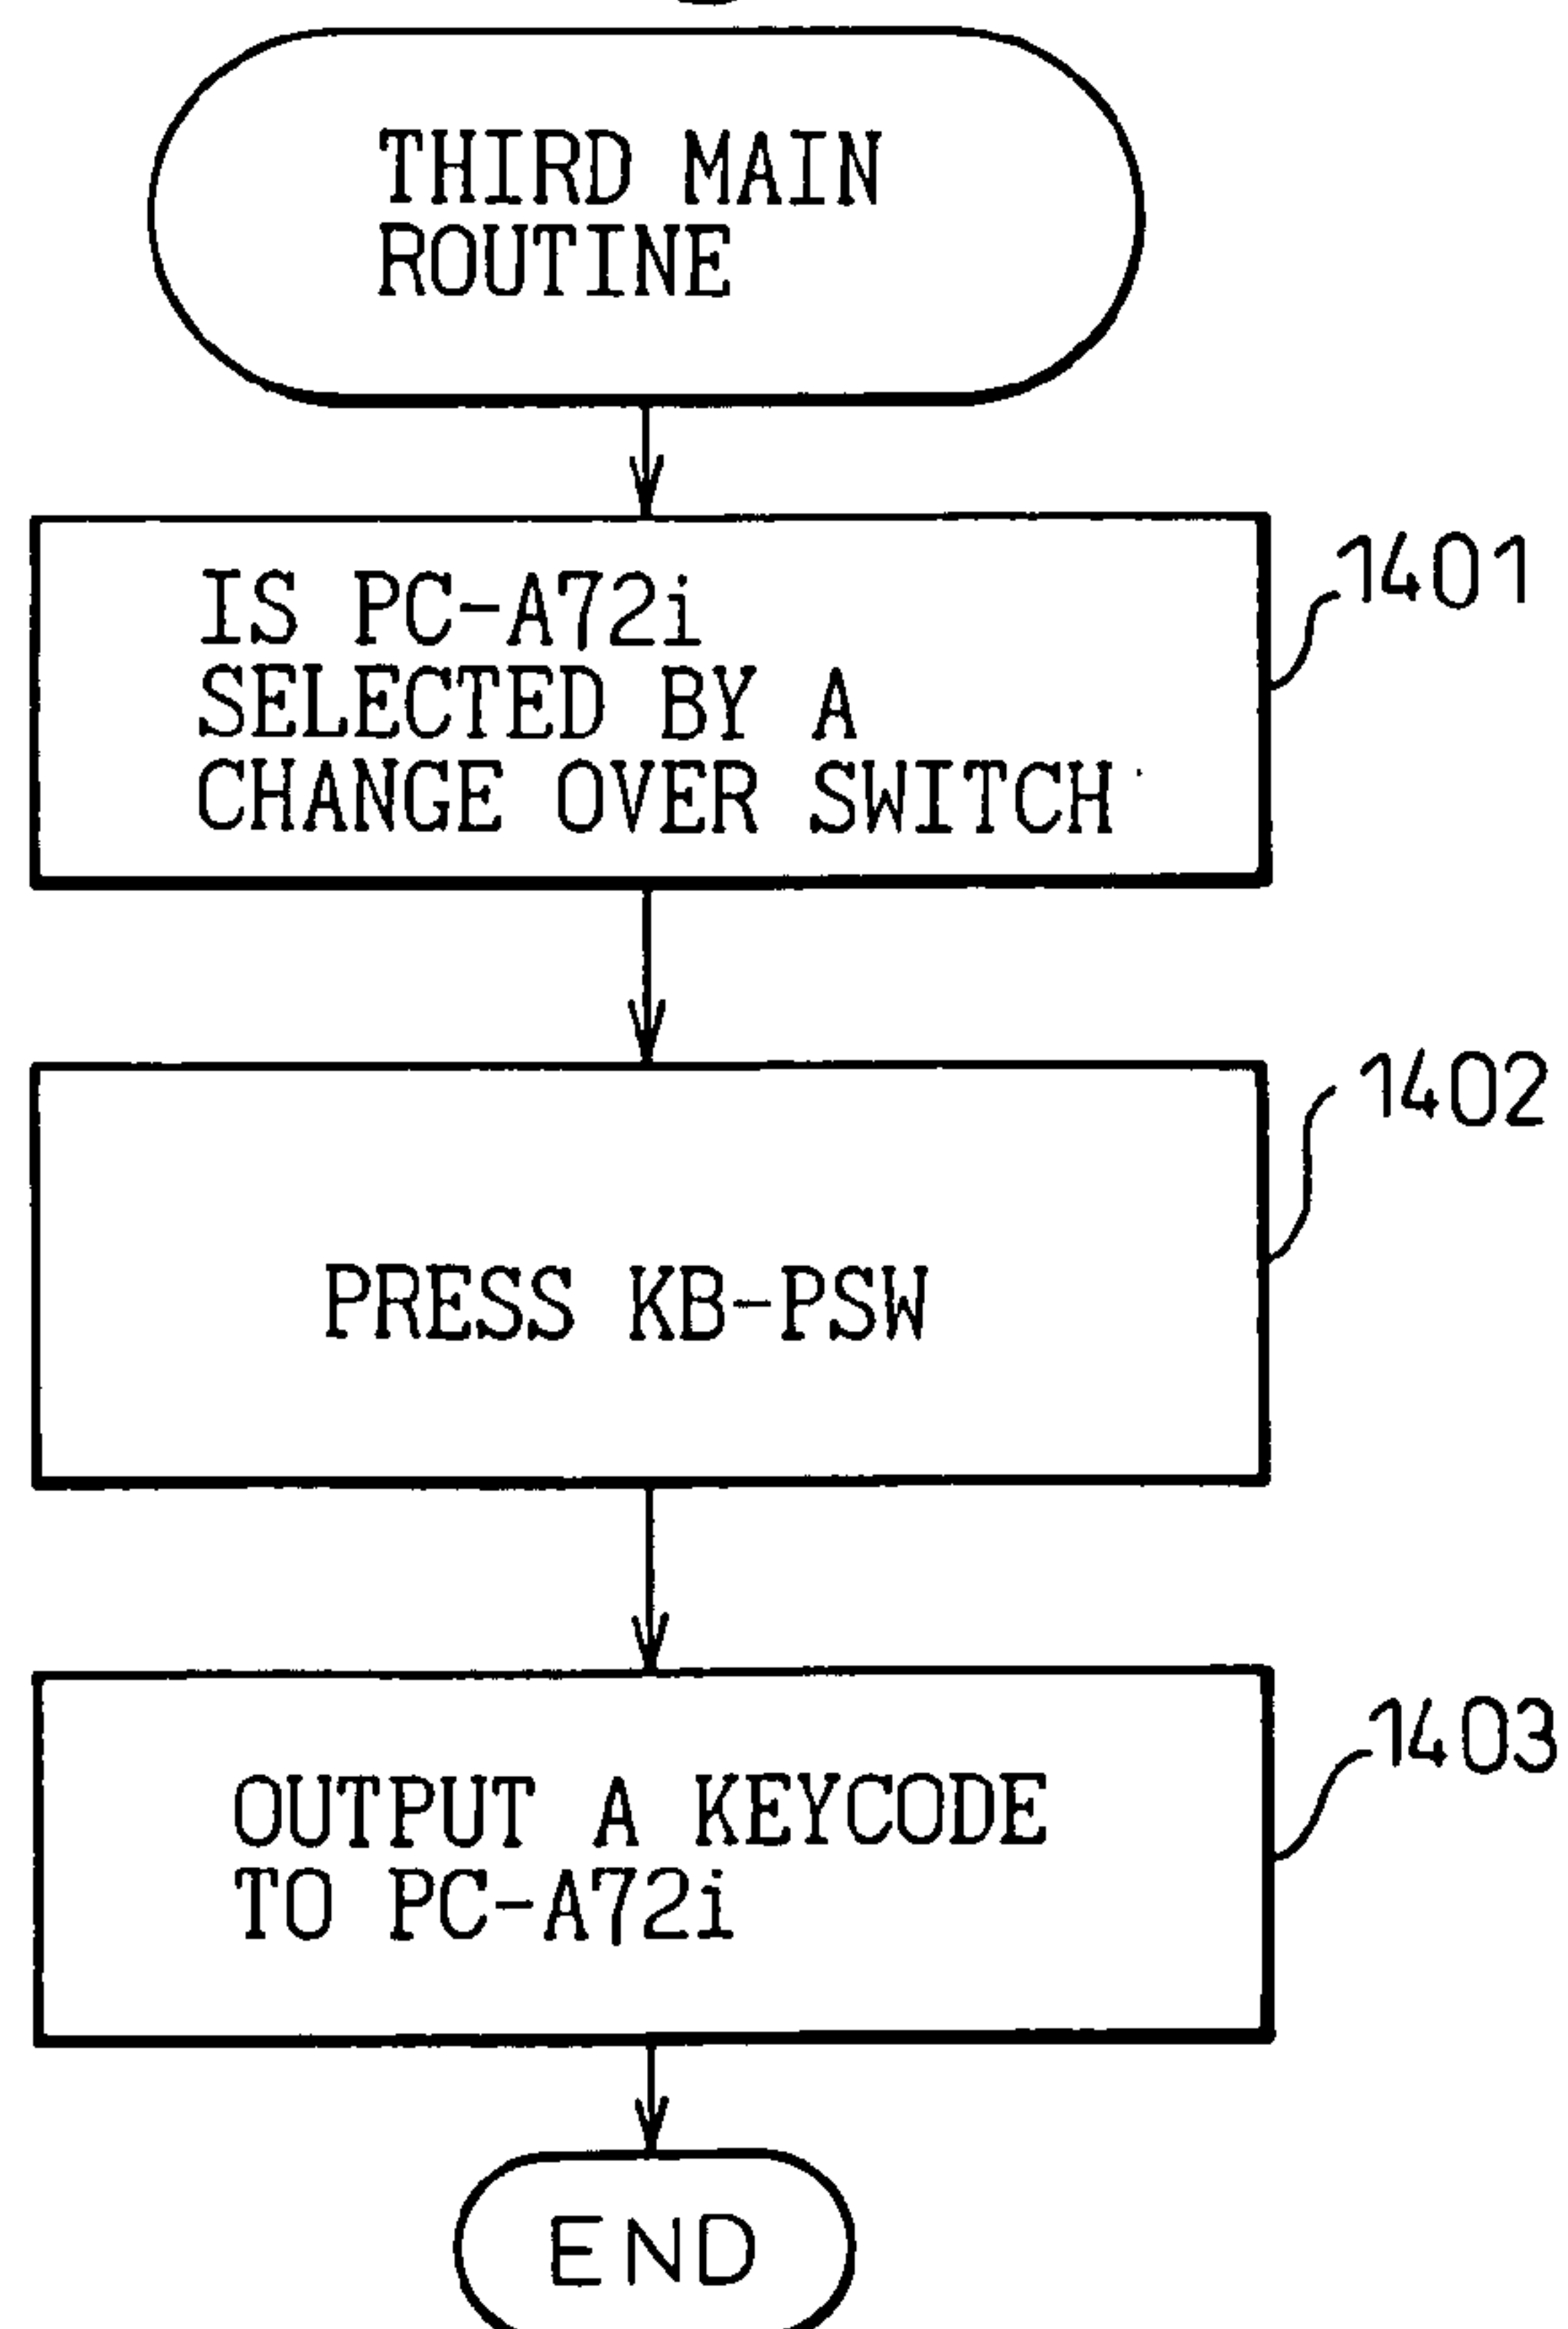 THIRD MAIN
ROUTINE
IS PC-A72i
SELECTED BY A
CHANGE OVER SWITCH
1401
PRESS KB-PSW
1402
OUTPUT A KEYCODE
TO PC-A72i
1403
END